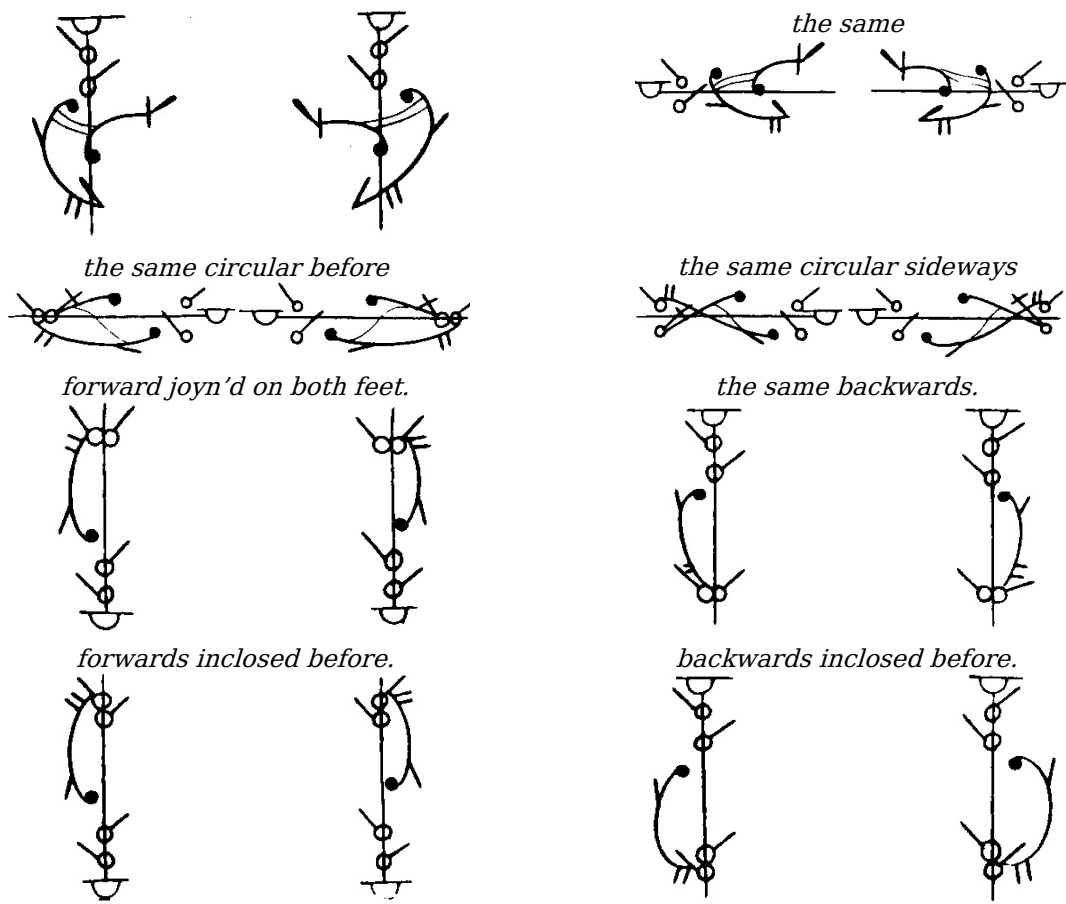 the same
the same circular before
the same circular sideways
forward joyn’d on both feet.
the same backwards.
forwards inclosed before.
backwards inclosed before.